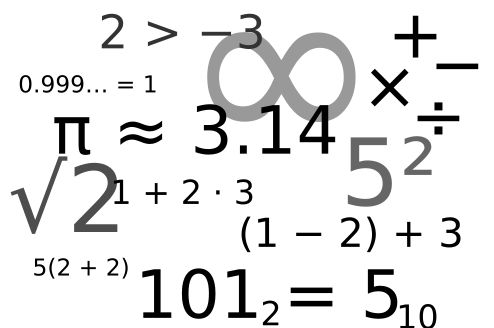 2 > −3
∞
+
−
×
÷
0.999... = 1
π ≈ 3.14
√2
1 + 2 · 3
5²
(1 − 2) + 3
5(2 + 2)
101₂ = 5₁₀